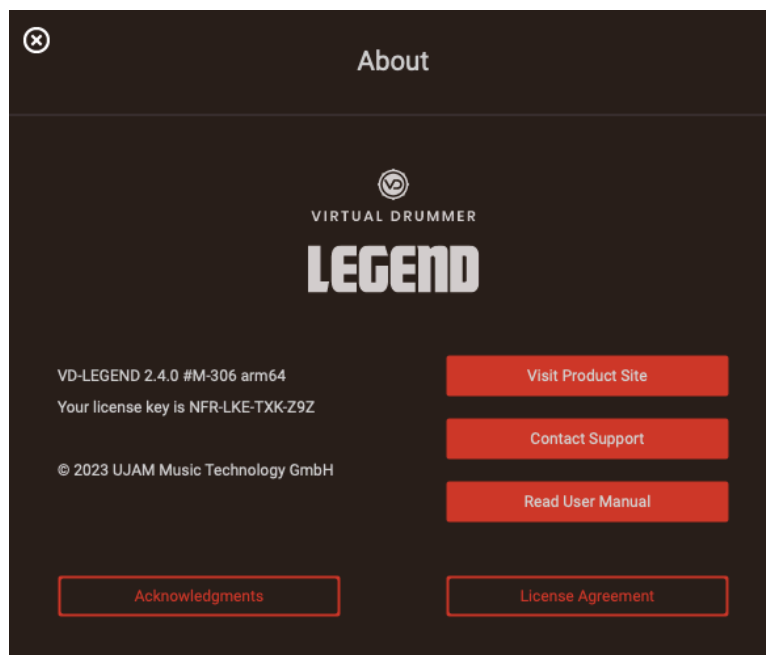 About
VD
VIRTUAL DRUMMER
LEGEND
VD-LEGEND 2.4.0 #M-306 arm64
Your license key is NFR-LKE-TXK-Z9Z
© 2023 UJAM Music Technology GmbH
Visit Product Site
Contact Support
Read User Manual
Acknowledgments
License Agreement